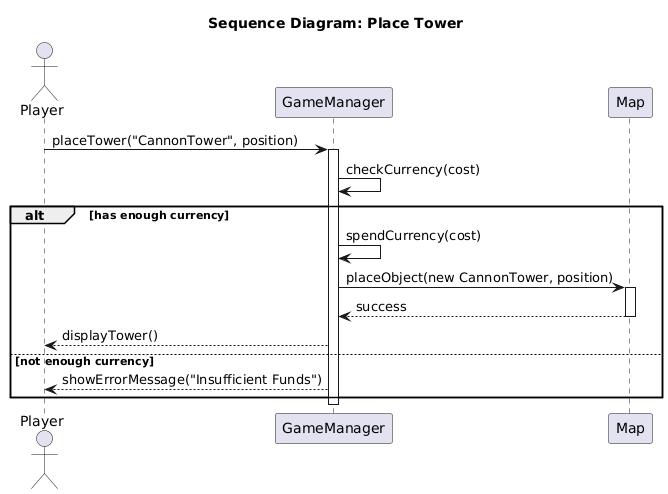 Sequence Diagram: Place Tower
Player
GameManager
Map
placeTower("CannonTower", position)
checkCurrency(cost)
alt
[has enough currency]
spendCurrency(cost)
placeObject(new CannonTower, position)
success
displayTower()
[not enough currency]
showErrorMessage("Insufficient Funds")
Player
GameManager
Map